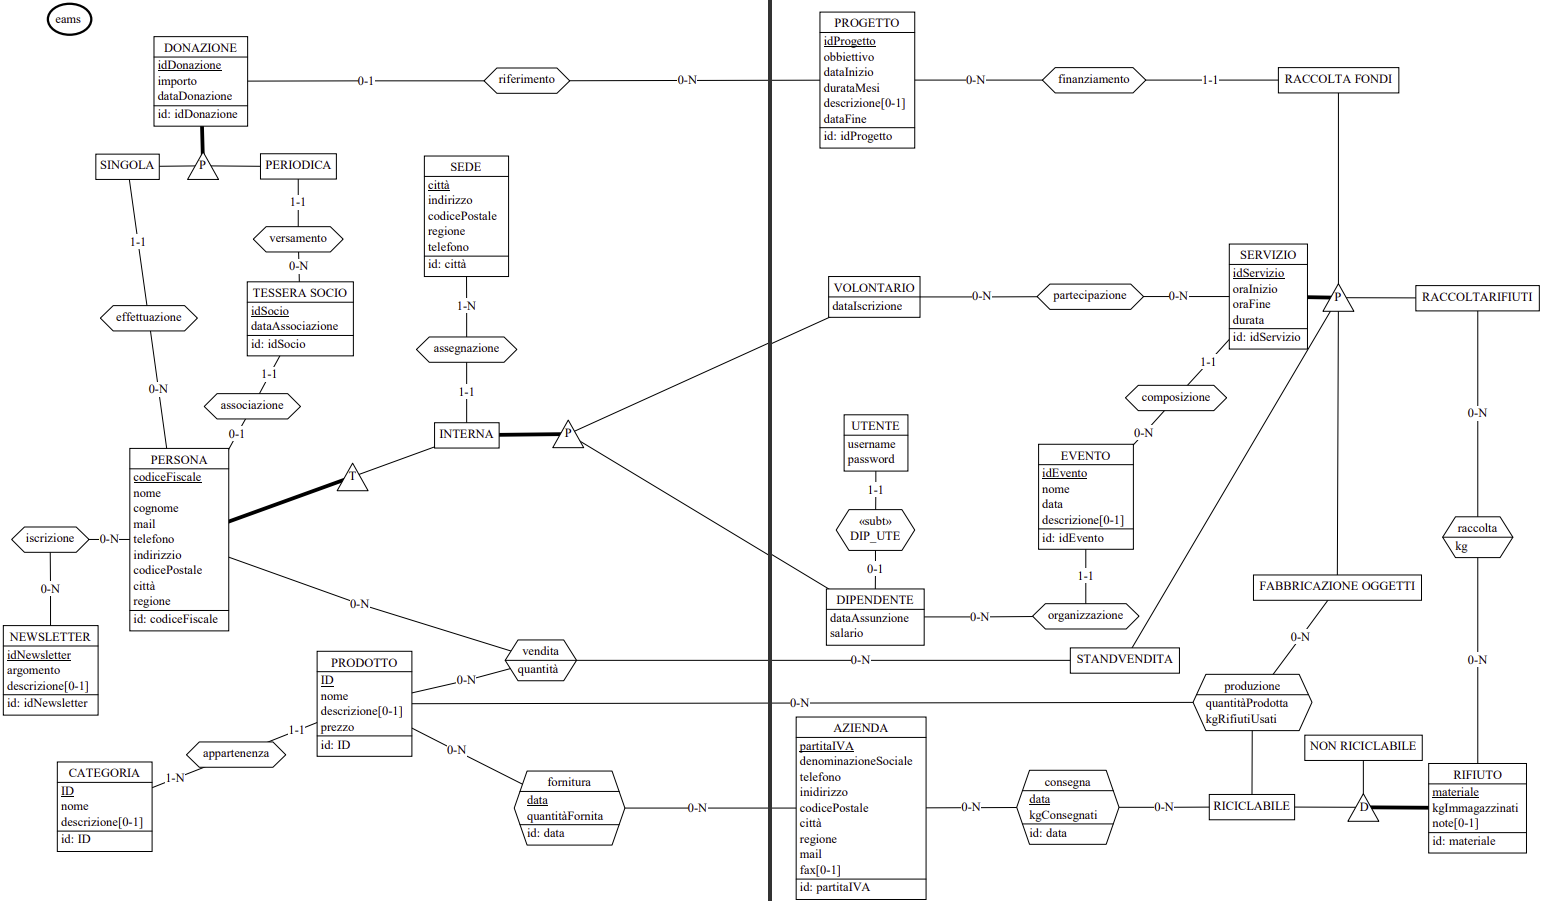 eams
DONAZIONE
idDonazione
importo
dataDonazione
id: idDonazione
0-1
riferimento
0-N
PROGETTO
idProgetto
obbiettivo
dataInizio
durataMesi
descrizione[0-1]
dataFine
id: idProgetto
0-N
finanziamento
1-1
RACCOLTA FONDI
SINGOLA
P
PERIODICA
1-1
1-1
versamento
0-N
effettuazione
0-N
TESSERA SOCIO
idSocio
dataAssociazione
id: idSocio
1-1
associazione
0-1
SEDE
città
indirizzo
codicePostale
regione
telefono
id: città
1-N
assegnazione
1-1
INTERNA
P
T
PERSONA
codiceFiscale
nome
cognome
mail
telefono
indirizzio
codicePostale
città
regione
id: codiceFiscale
iscrizione
0-N
0-N
NEWSLETTER
idNewsletter
argomento
descrizione[0-1]
id: idNewsletter
VOLONTARIO
dataIscrizione
0-N
partecipazione
0-N
SERVIZIO
idServizio
oraInizio
oraFine
durata
id: idServizio
P
RACCOLTARIFIUTI
1-1
composizione
0-N
UTENTE
username
password
1-1
«subt»
DIP_UTE
0-1
DIPENDENTE
dataAssunzione
salario
0-N
organizzazione
1-1
EVENTO
idEvento
nome
data
descrizione[0-1]
id: idEvento
0-N
raccolta
kg
0-N
FABBRICAZIONE OGGETTI
0-N
0-N
vendita
quantità
0-N
STANDVENDITA
PRODOTTO
ID
nome
descrizione[0-1]
prezzo
id: ID
0-N
0-N
produzione
quantitàProdotta
kgRifiutiUsati
1-1
appartenenza
1-N
CATEGORIA
ID
nome
descrizione[0-1]
id: ID
0-N
fornitura
data
quantitàFornita
id: data
0-N
AZIENDA
partitaIVA
denominazioneSociale
telefono
inidirizzo
codicePostale
città
regione
mail
fax[0-1]
id: partitaIVA
0-N
consegna
data
kgConsegnati
id: data
0-N
RICICLABILE
NON RICICLABILE
D
RIFIUTO
materiale
kgImmagazzinati
note[0-1]
id: materiale